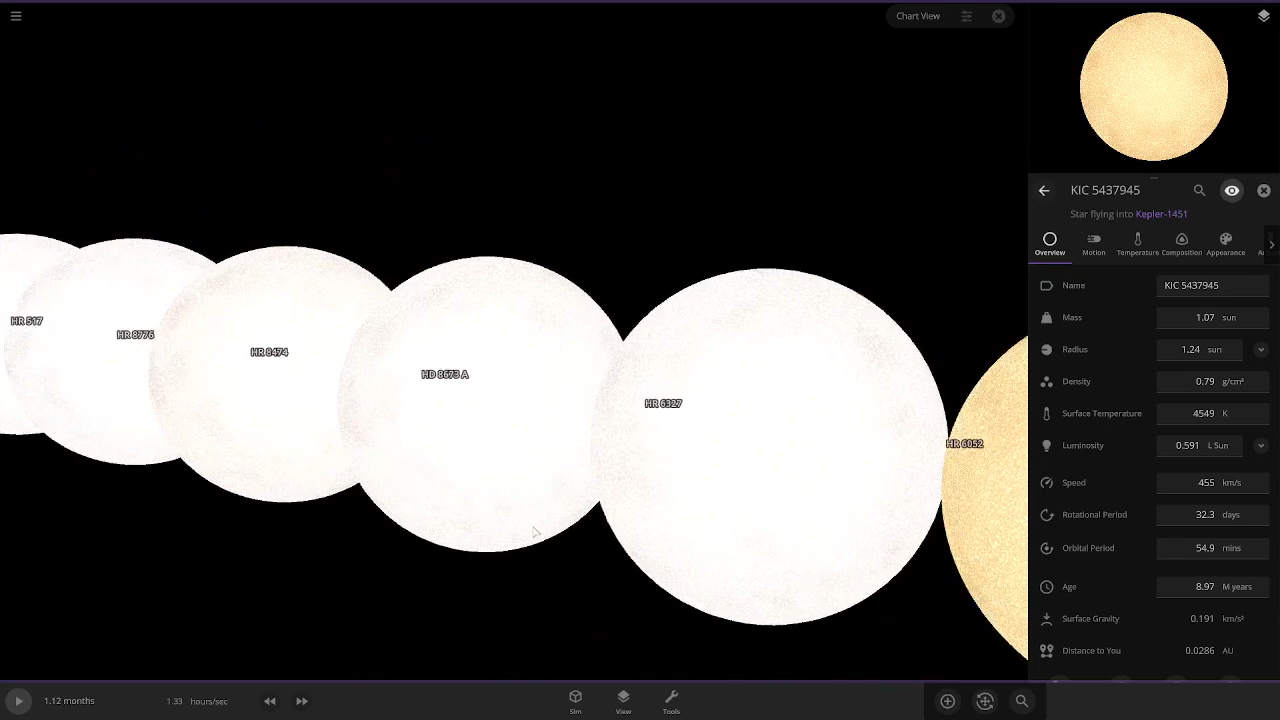 Chart View
HR 517
HR 8776
HR 8474
HD 8673 A
HR 6327
HR 6052
KIC 5437945
Star flying into Kepler-1451
Overview Motion Temperature Composition Appearance
Name KIC 5437945
Mass 1.07 sun
Radius 1.24 sun
Density 0.79 g/cm³
Surface Temperature 4549 K
Luminosity 0.591 L Sun
Speed 455 km/s
Rotational Period 32.3 days
Orbital Period 54.9 mins
Age 8.97 M years
Surface Gravity 0.191 km/s²
Distance to You 0.0286 AU
1.12 months 1.33 hours/sec
Sim View Tools